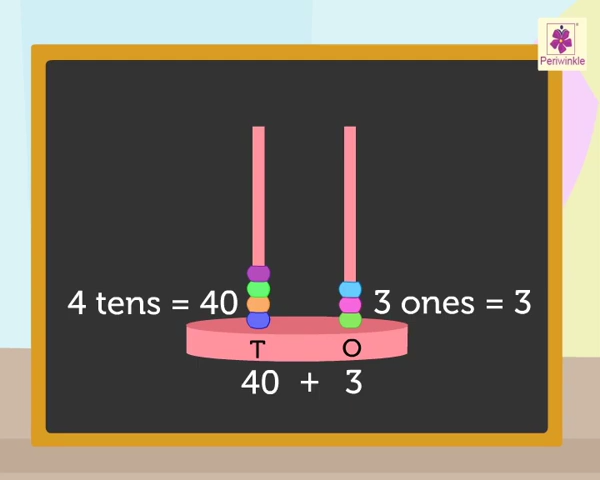 Periwinkle
4 tens = 40
3 ones = 3
T O
40 + 3